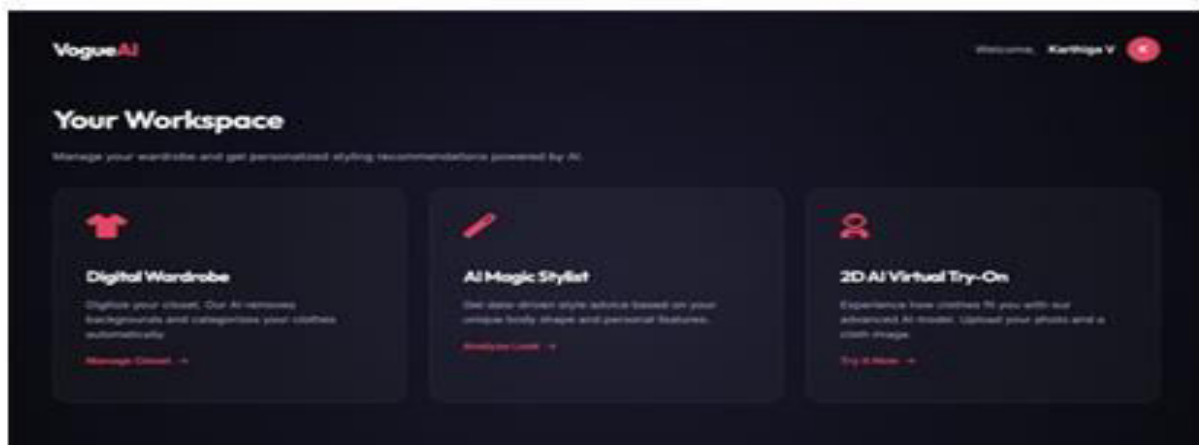 VogueAI
Welcome, Karthiga V
Your Workspace
Manage your wardrobe and get personalized styling recommendations powered by AI.
Digital Wardrobe
Digitize your closet. Our AI removes
backgrounds and categorizes your clothes
automatically.
Manage Closet →
AI Magic Stylist
Get data-driven style advice based on your
unique body shape and personal features.
Analyze Look →
2D AI Virtual Try-On
Experience how clothes fit you with our
advanced AI model. Upload your photo and a
cloth image.
Try It Now →